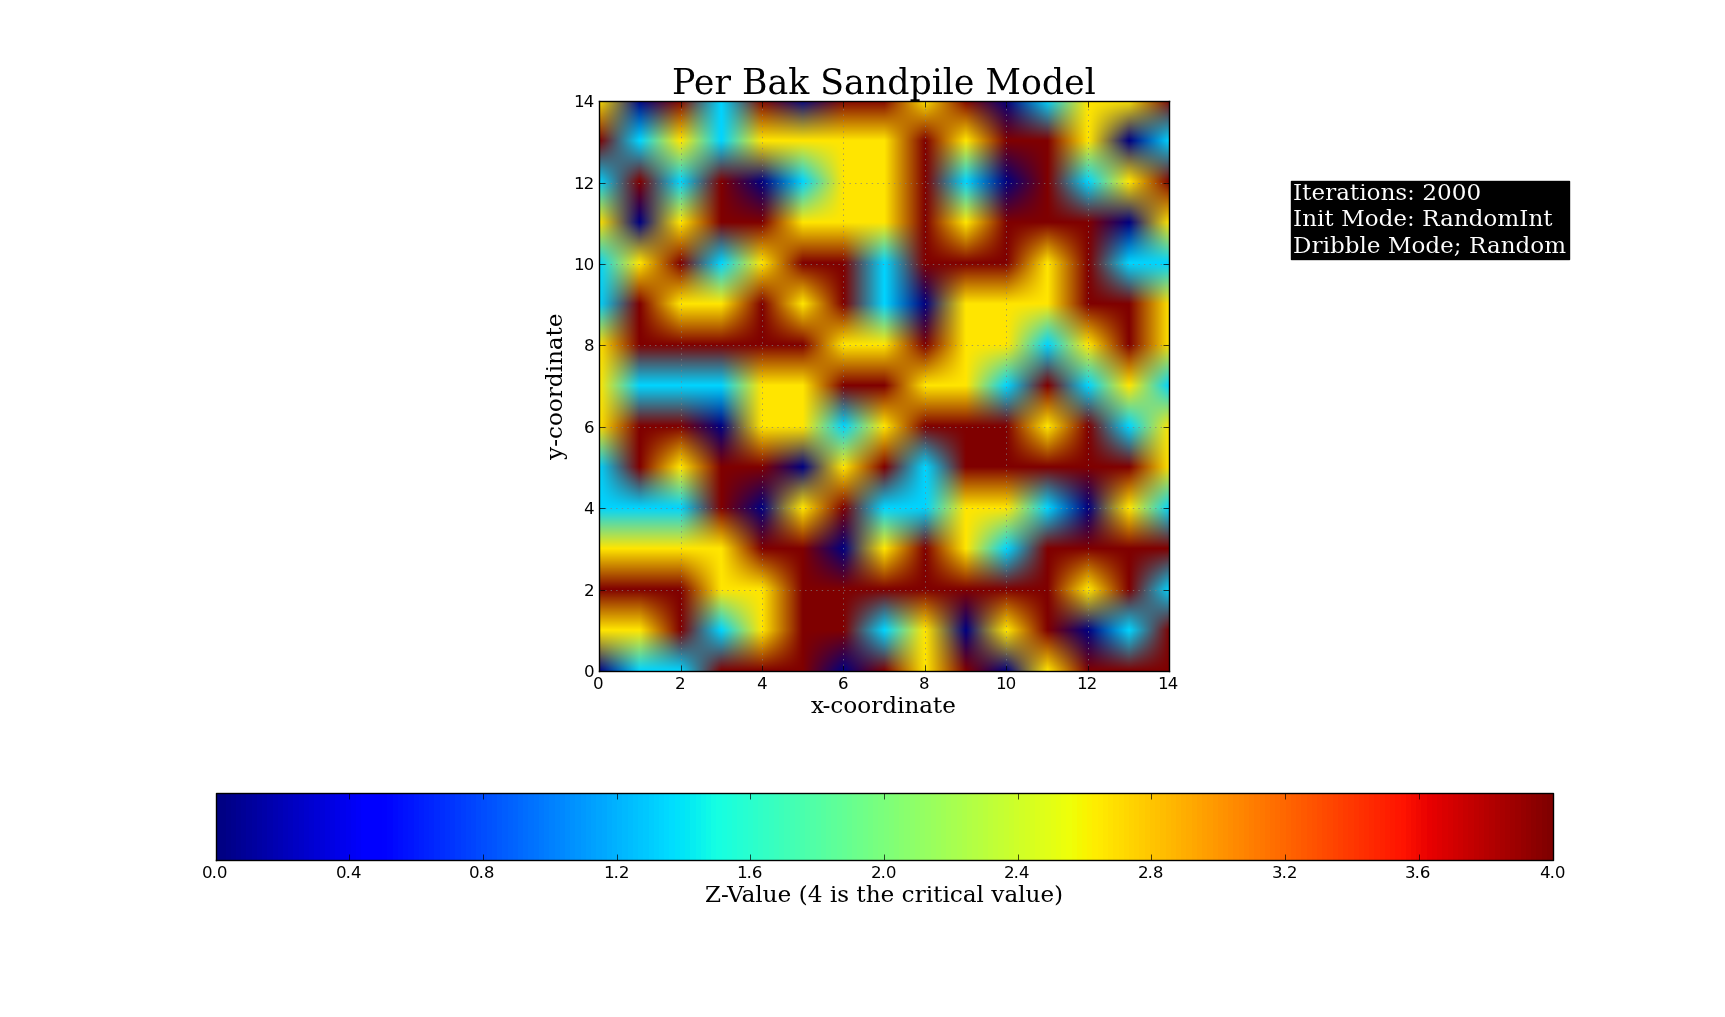 Per Bak Sandpile Model
14
12
10
8
6
4
2
0
y-coordinate
0 2 4 6 8 10 12 14
x-coordinate
Iterations: 2000
Init Mode: RandomInt
Dribble Mode; Random
0.0 0.4 0.8 1.2 1.6 2.0 2.4 2.8 3.2 3.6 4.0
Z-Value (4 is the critical value)